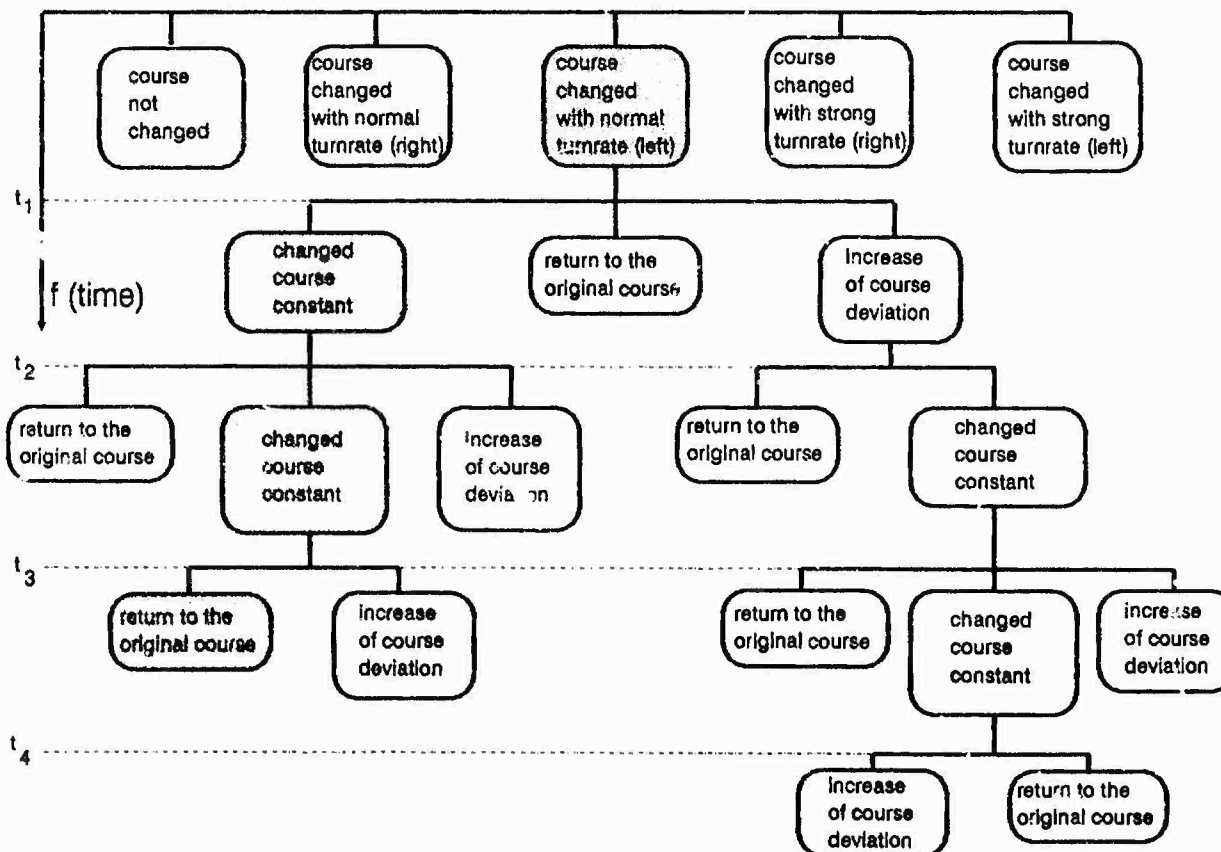 course
not
changed
course
changed
with normal
turnrate (right)
course
changed
with normal
turnrate (left)
course
changed
with strong
turnrate (right)
course
changed
with strong
turnrate (left)
t1
changed
course
constant
return to the
original course
Increase
of course
deviation
f (time)
t2
return to the
original course
changed
course
constant
Increase
of course
return to the
original course
changed
course
constant
t3
return to the
original course
increase
of course
deviation
return to the
original course
changed
course
constant
increase
of course
deviation
t4
Increase
of course
deviation
return to the
original course